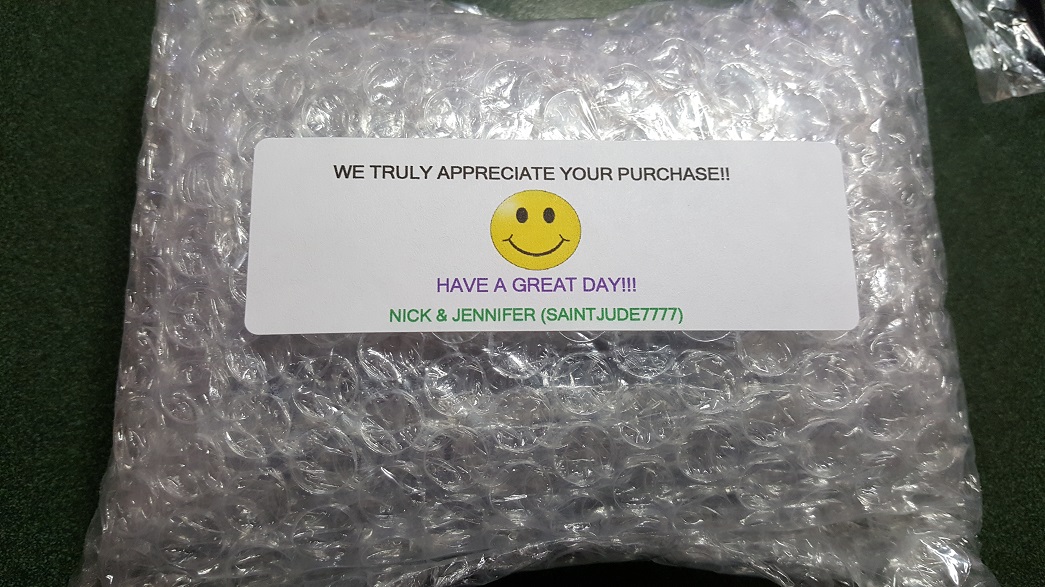 WE TRULY APPRECIATE YOUR PURCHASE!!
HAVE A GREAT DAY!!!
NICK & JENNIFER (SAINTJUDE7777)